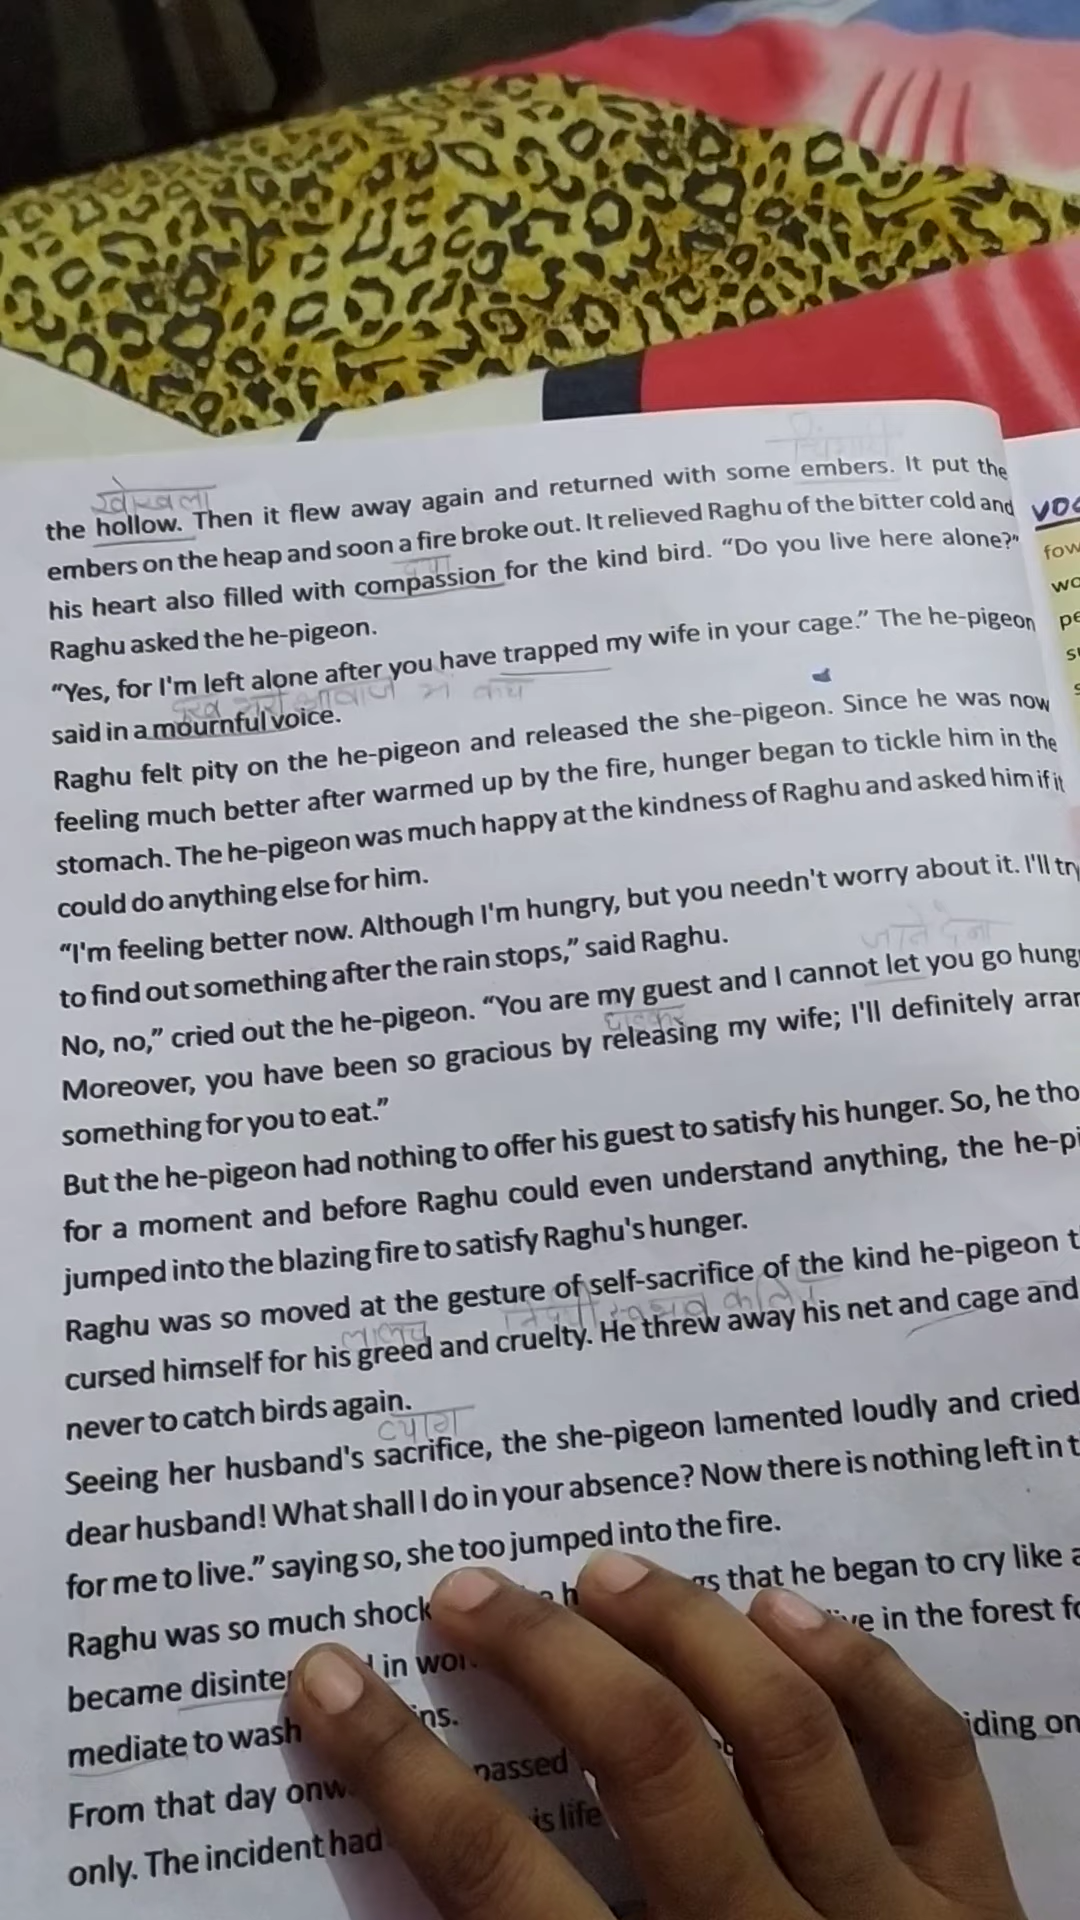 खोखला
the hollow. Then it flew away again and returned with some embers. It put the
embers on the heap and soon a fire broke out. It relieved Raghu of the bitter cold and
दया
his heart also filled with compassion for the kind bird. “Do you live here alone?”
Raghu asked the he-pigeon.
“Yes, for I'm left alone after you have trapped my wife in your cage.” The he-pigeon
said in a mournful voice.
Raghu felt pity on the he-pigeon and released the she-pigeon. Since he was now
feeling much better after warmed up by the fire, hunger began to tickle him in the
stomach. The he-pigeon was much happy at the kindness of Raghu and asked him if it
could do anything else for him.
“I'm feeling better now. Although I'm hungry, but you needn't worry about it. I'll try
to find out something after the rain stops,” said Raghu.
जाने देना
No, no,” cried out the he-pigeon. “You are my guest and I cannot let you go
Moreover, you have been so gracious by releasing my wife; I'll definitely
something for you to eat.”
But the he-pigeon had nothing to offer his guest to satisfy his hunger. So, he
for a moment and before Raghu could even understand anything, the
jumped into the blazing fire to satisfy Raghu's hunger.
Raghu was so moved at the gesture of self-sacrifice of the kind he-pigeon
लालच
cursed himself for his greed and cruelty. He threw away his net and cage and
never to catch birds again.
त्याग
Seeing her husband's sacrifice, the she-pigeon lamented loudly and cried
dear husband! What shall I do in your absence? Now there is nothing left in
for me to live.” saying so, she too jumped into the fire.
Raghu was so much that he began to cry like a
became in in the forest
mediate to wash
From that day passed on
only. The incident had life